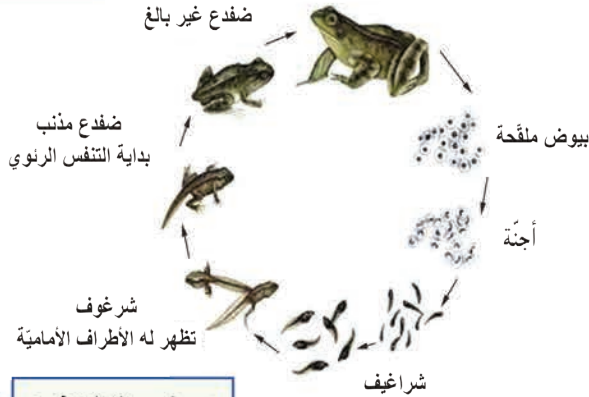 ضفدع غير بالغ
بيوض ملقّحة
ضفدع مذنب
بداية التنفس الرئوي
أجنّة
شرغوف
تظهر له الأطراف الأماميّة
شراغيف